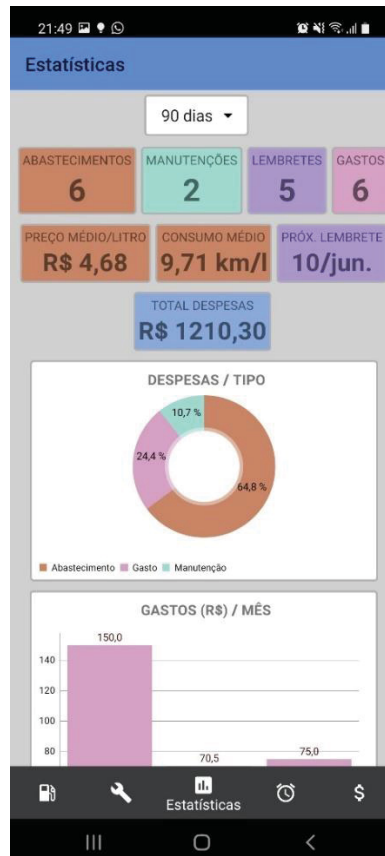 21:49
Estatísticas
90 dias
ABASTECIMENTOS MANUTENÇÕES LEMBRETES GASTOS
6 2 5 6
PREÇO MÉDIO/LITRO CONSUMO MÉDIO PRÓX. LEMBRETE
R$ 4,68 9,71 km/l 10/jun.
TOTAL DESPESAS
R$ 1210,30
DESPESAS / TIPO
10,7 %
24,4 %
64,8 %
Abastecimento Gasto Manutenção
GASTOS (R$) / MÊS
150,0
140
120
100
80
70,5 75,0
Estatísticas